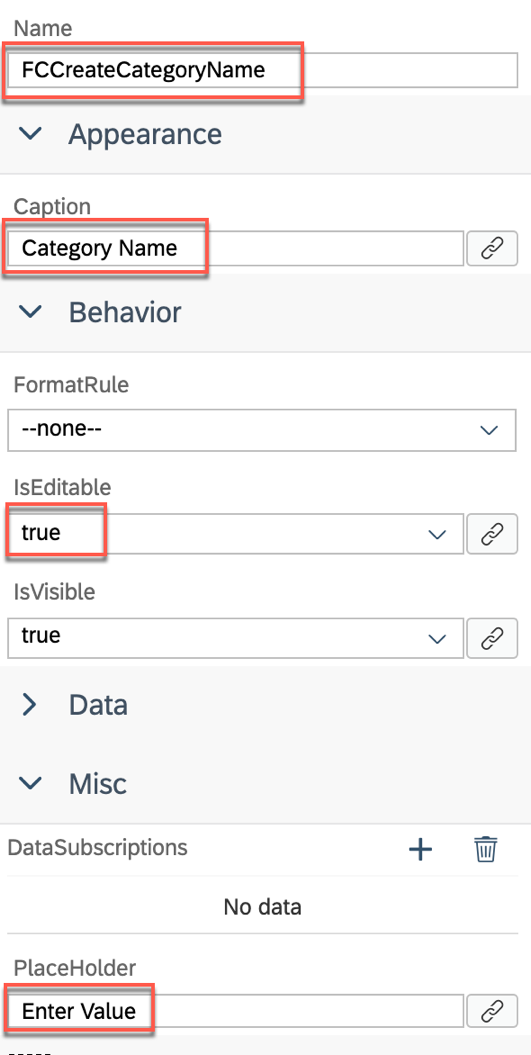 Name
FCCreateCategoryName
Appearance
Caption
Category Name
Behavior
FormatRule
--none--
IsEditable
true
IsVisible
true
Data
Misc
DataSubscriptions
No data
PlaceHolder
Enter Value